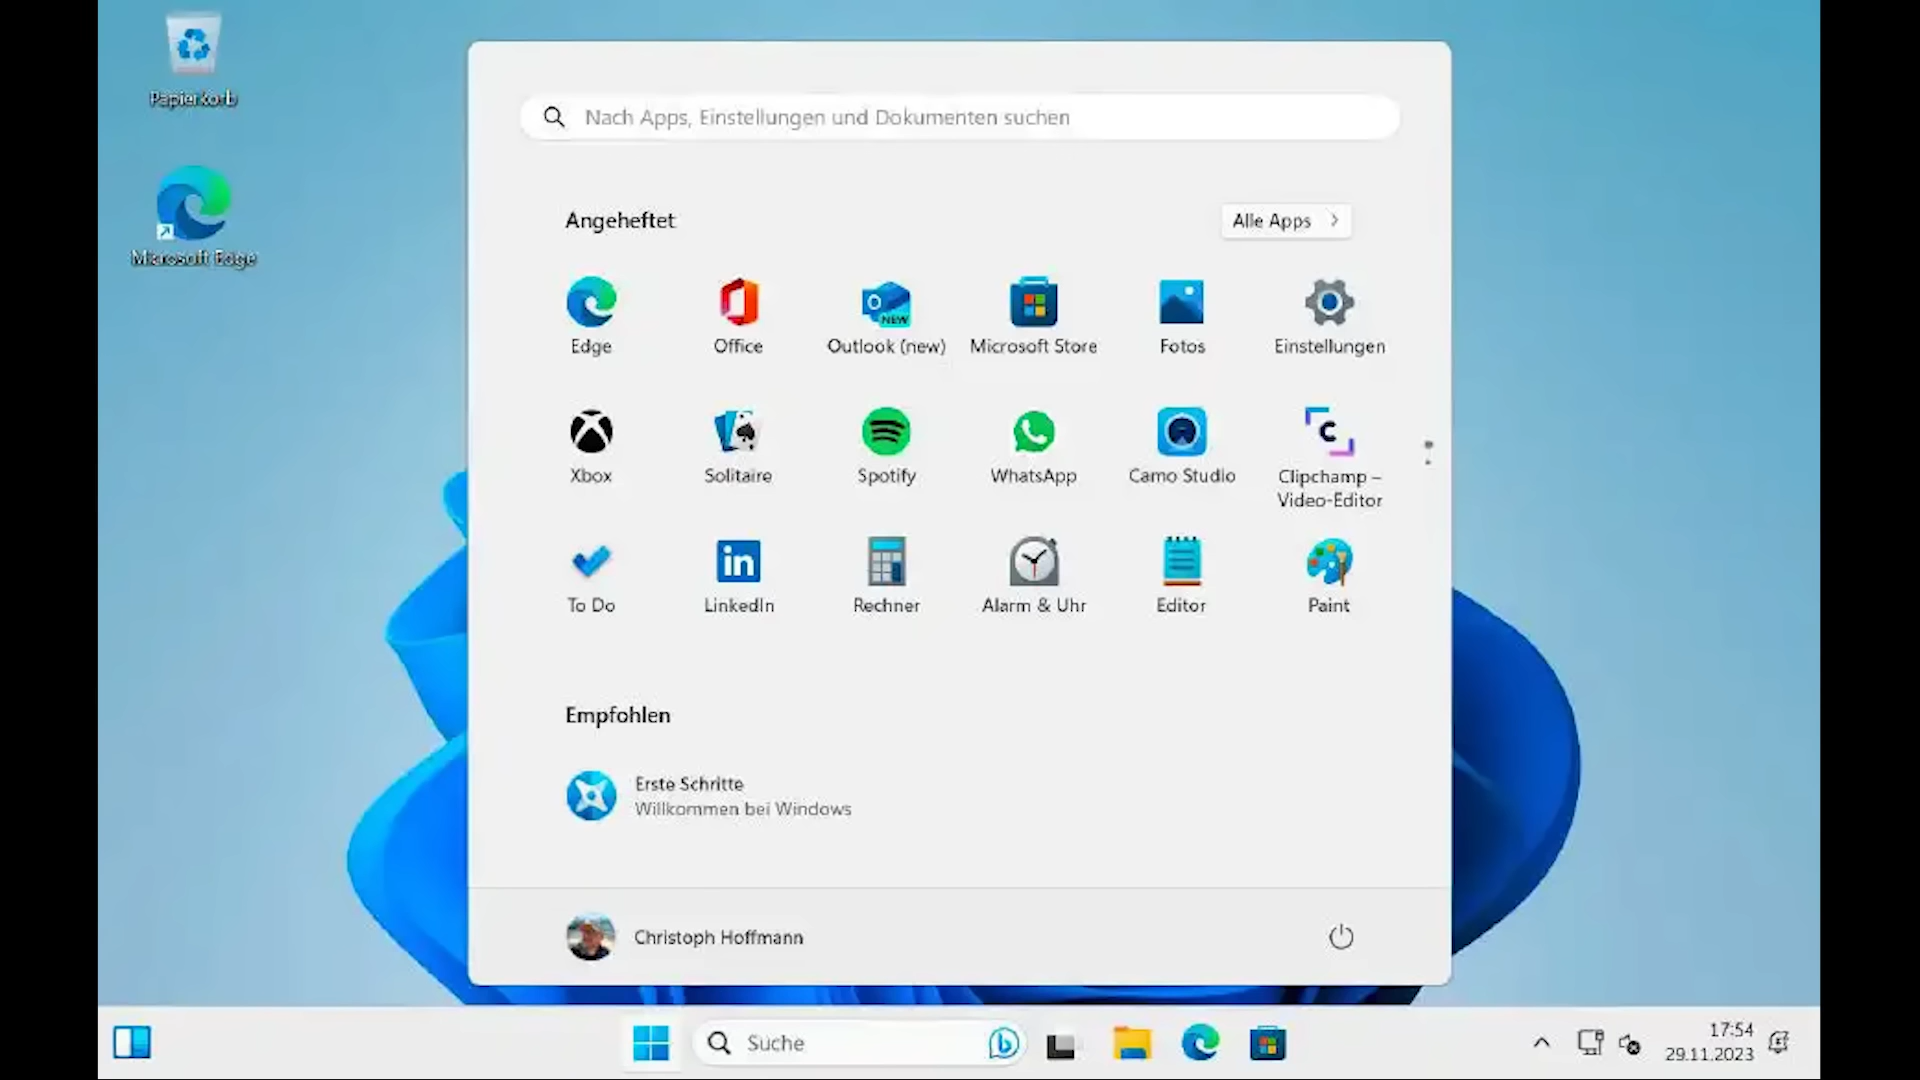 Papierkorb
Microsoft Edge
Nach Apps, Einstellungen und Dokumenten suchen
Angeheftet
Alle Apps
Edge
Office
NEW
Outlook (new)
Microsoft Store
Fotos
Einstellungen
Xbox
Solitaire
Spotify
WhatsApp
Camo Studio
Clipchamp –
Video-Editor
To Do
LinkedIn
Rechner
Alarm & Uhr
Editor
Paint
Empfohlen
Erste Schritte
Willkommen bei Windows
Christoph Hoffmann
Suche
17:54
29.11.2023